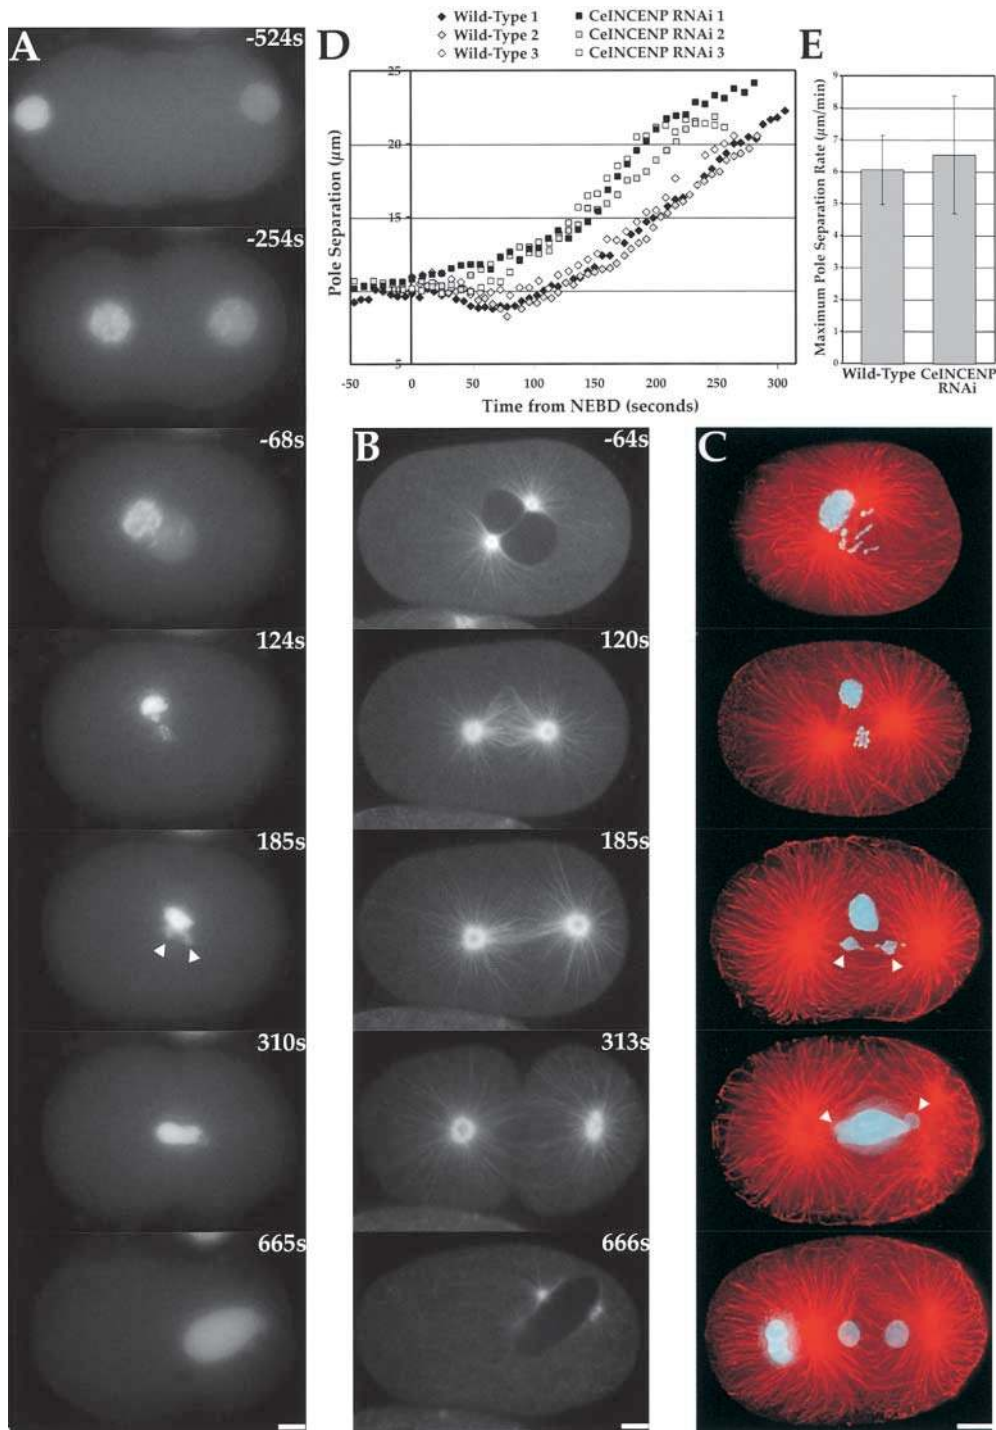 A
-524s
-254s
-68s
124s
185s
310s
665s
D
Wild-Type 1
Wild-Type 2
Wild-Type 3
CeINCENP RNAi 1
CeINCENP RNAi 2
CeINCENP RNAi 3
Pole Separation (μm)
25
20
15
10
5
-50 0 50 100 150 200 250 300
Time from NEBD (seconds)
E
Maximum Pole Separation Rate (μm/min)
9
8
7
6
5
4
3
2
1
0
Wild-Type CeINCENP
RNAi
B
-64s
120s
185s
313s
666s
C